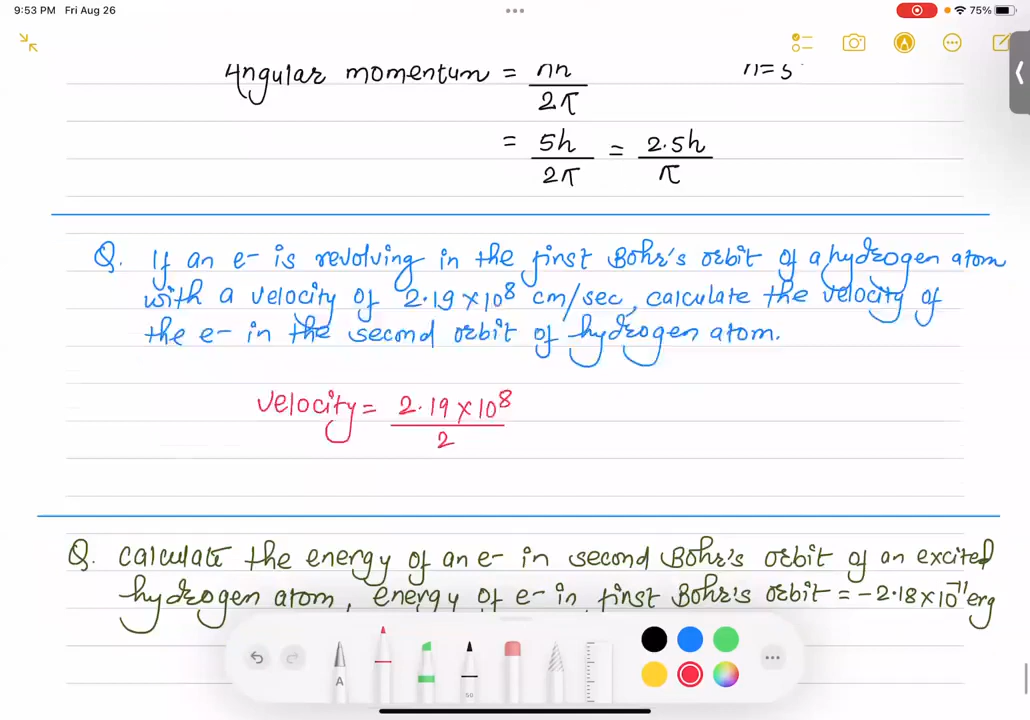 9:53 PM Fri Aug 26
75%
Angular momentum = nh
2π
n=5
= 5h = 2.5h
2π π
Q. If an e- is revolving in the first Bohr's orbit of a hydrogen atom
with a velocity of 2.19×10⁸ cm/sec, calculate the velocity of
the e- in the second orbit of hydrogen atom.
velocity = 2.19×10⁸
2
Q. Calculate the energy of an e- in second Bohr's orbit of an excited
hydrogen atom, energy of e- in first Bohr's orbit = -2.18×10⁻¹¹ erg
A
50